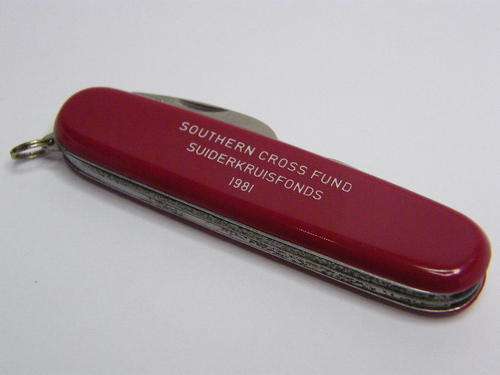 SOUTHERN CROSS FUND
SUIDERKRUISFONDS
1981